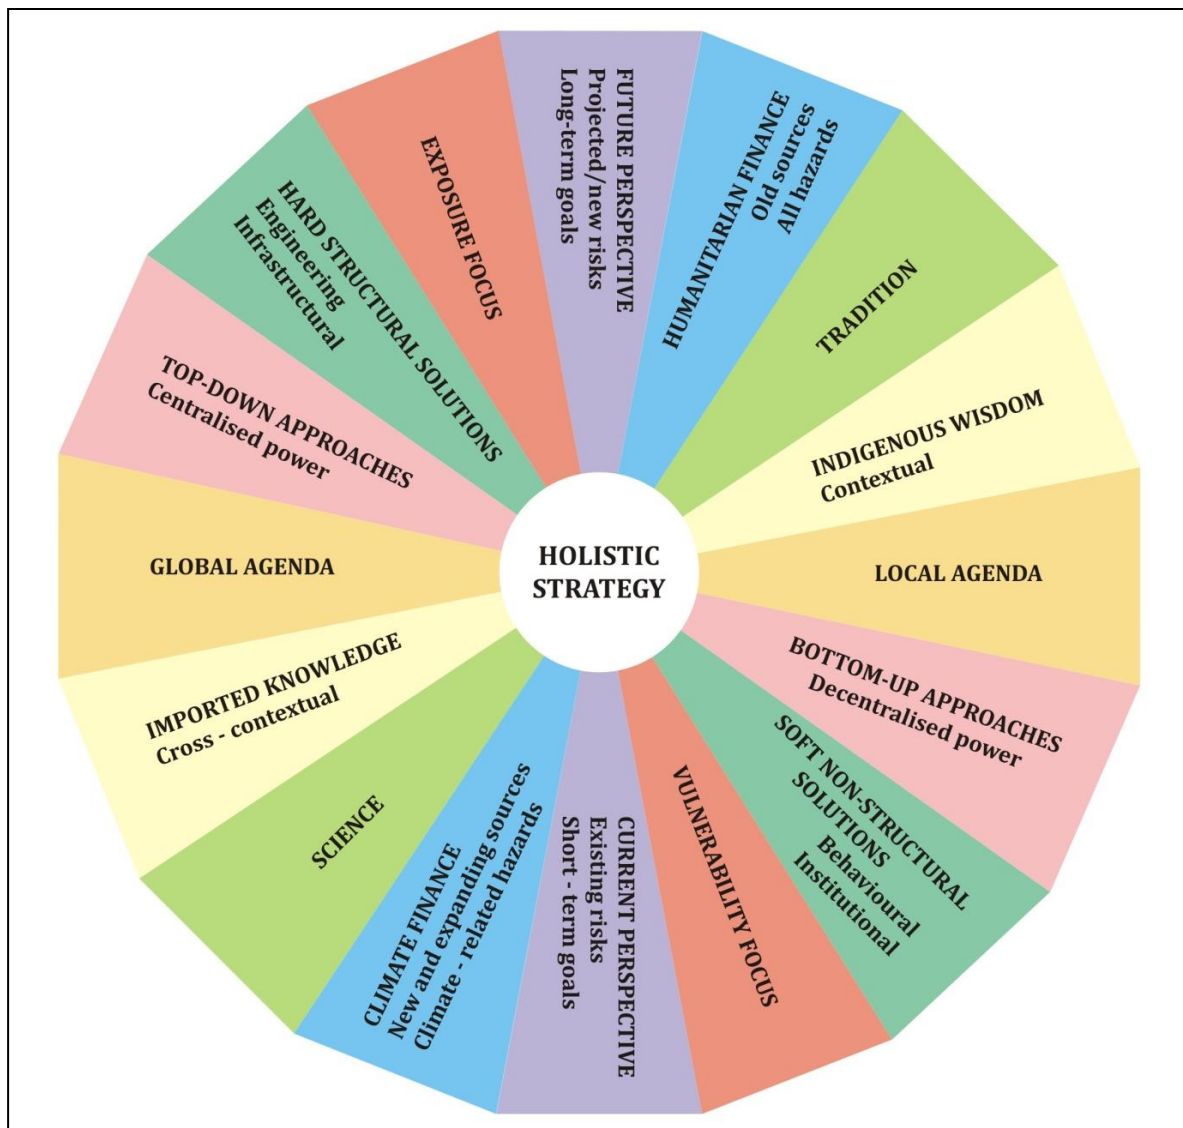 FUTURE PERSPECTIVE
Projected/new risks
Long-term goals
HUMANITARIAN FINANCE
Old sources
All hazards
TRADITION
INDIGENOUS WISDOM
Contextual
LOCAL AGENDA
BOTTOM-UP APPROACHES
Decentralised power
SOFT NON-STRUCTURAL
SOLUTIONS
Behavioural
Institutional
VULNERABILITY FOCUS
CURRENT PERSPECTIVE
Existing risks
Short - term goals
CLIMATE FINANCE
New and expanding sources
Climate - related hazards
SCIENCE
IMPORTED KNOWLEDGE
Cross - contextual
GLOBAL AGENDA
TOP-DOWN APPROACHES
Centralised power
HARD STRUCTURAL SOLUTIONS
Engineering
Infrastructural
EXPOSURE FOCUS
HOLISTIC
STRATEGY